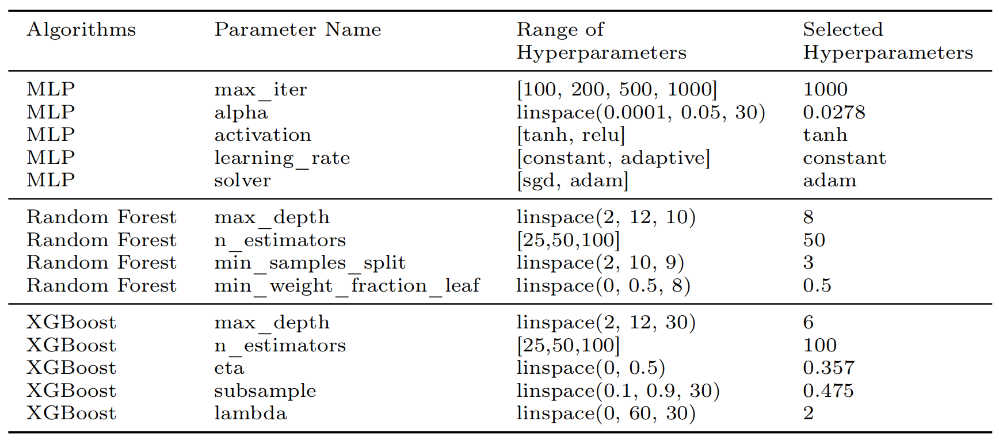 Algorithms Parameter Name Range of Hyperparameters Selected Hyperparameters
MLP max_iter [100, 200, 500, 1000] 1000
MLP alpha linspace(0.0001, 0.05, 30) 0.0278
MLP activation [tanh, relu] tanh
MLP learning_rate [constant, adaptive] constant
MLP solver [sgd, adam] adam
Random Forest max_depth linspace(2, 12, 10) 8
Random Forest n_estimators [25,50,100] 50
Random Forest min_samples_split linspace(2, 10, 9) 3
Random Forest min_weight_fraction_leaf linspace(0, 0.5, 8) 0.5
XGBoost max_depth linspace(2, 12, 30) 6
XGBoost n_estimators [25,50,100] 100
XGBoost eta linspace(0, 0.5) 0.357
XGBoost subsample linspace(0.1, 0.9, 30) 0.475
XGBoost lambda linspace(0, 60, 30) 2